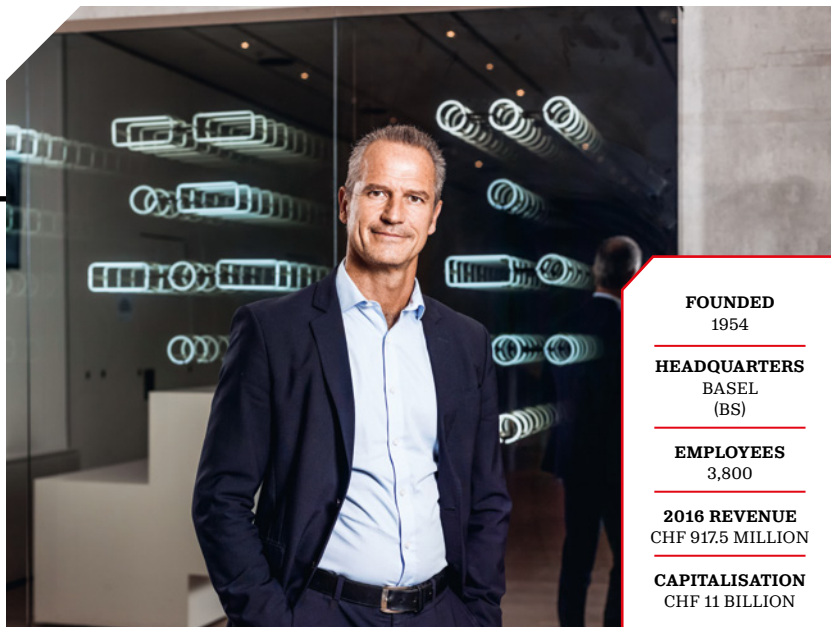 FOUNDED
1954
HEADQUARTERS
BASEL
(BS)
EMPLOYEES
3,800
2016 REVENUE
CHF 917.5 MILLION
CAPITALISATION
CHF 11 BILLION